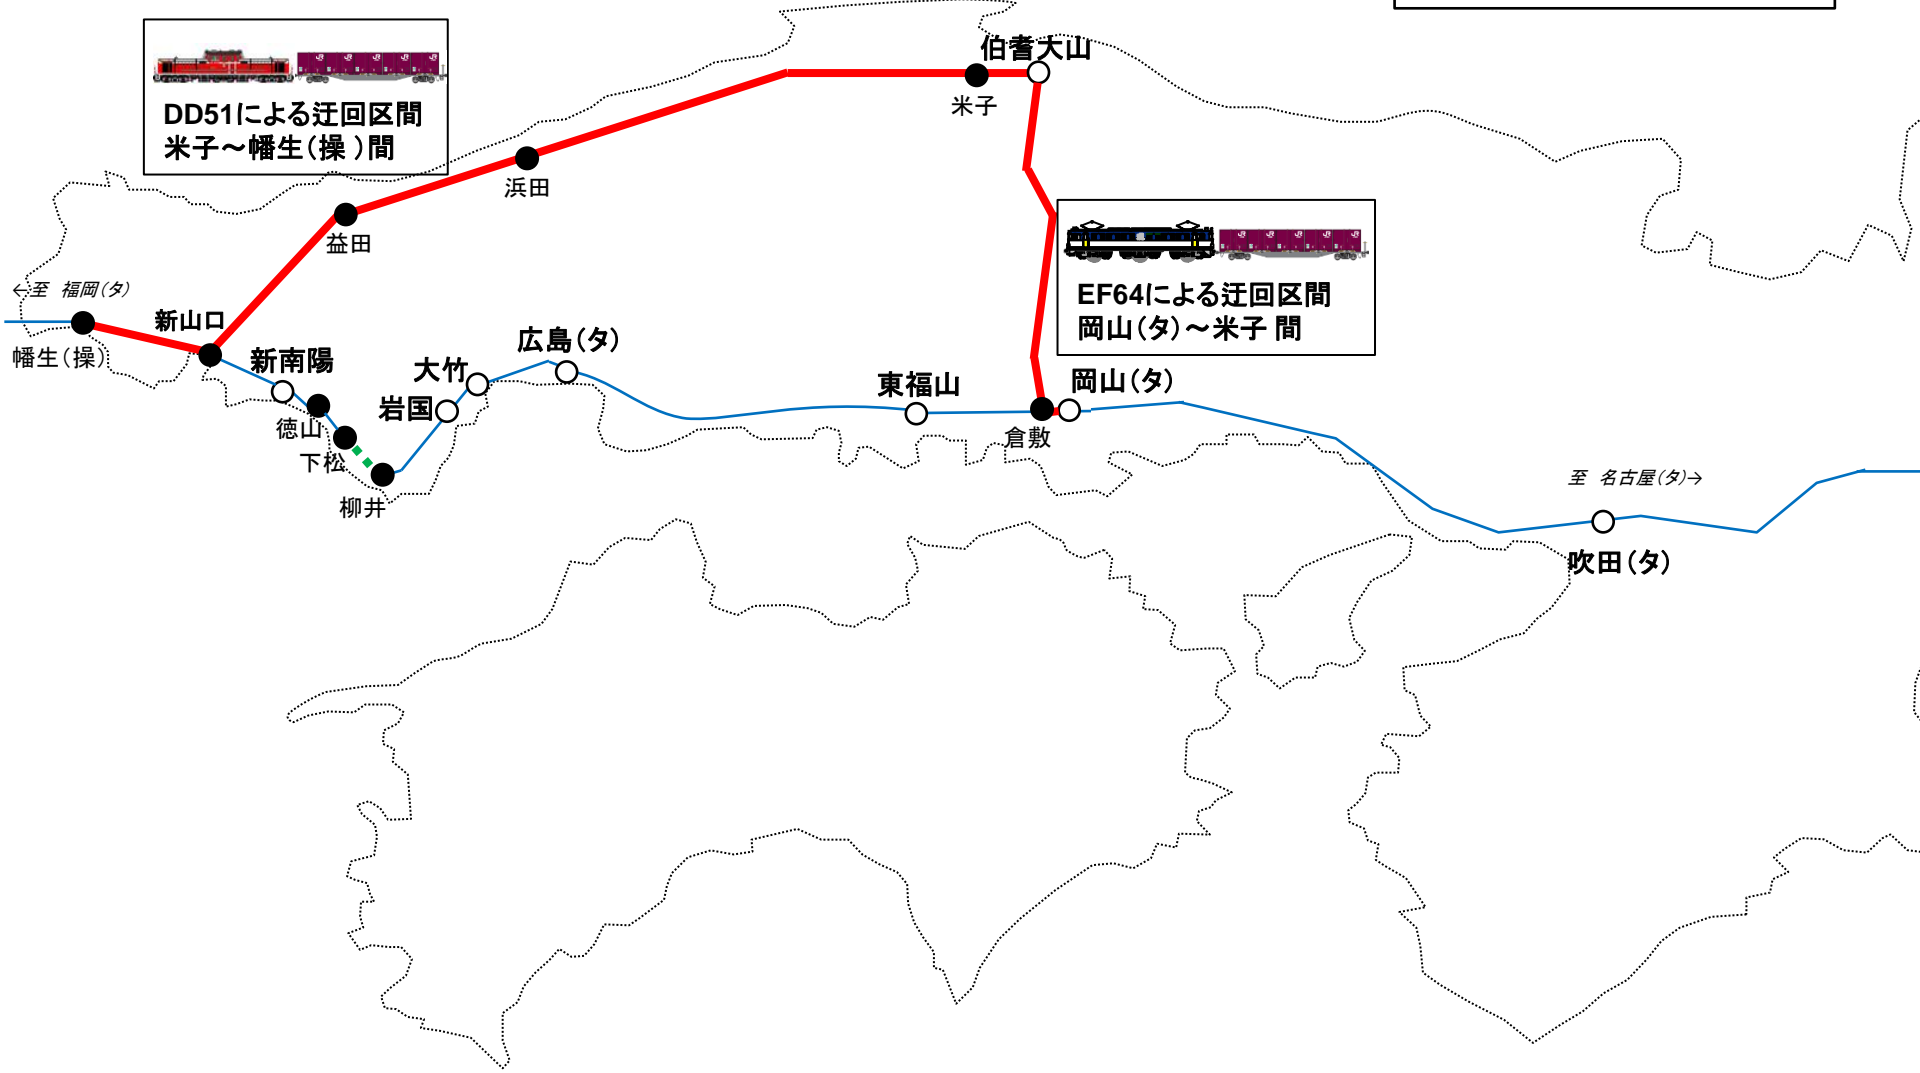 伯耆大山
米子
DD51による迂回区間
米子～幡生(操)間
浜田
益田
EF64による迂回区間
岡山(タ)～米子 間
←至 福岡(タ)
新山口
幡生(操)
新南陽
大竹
広島(タ)
岩国
東福山
岡山(タ)
倉敷
徳山
下松
柳井
至 名古屋(タ)→
吹田(タ)